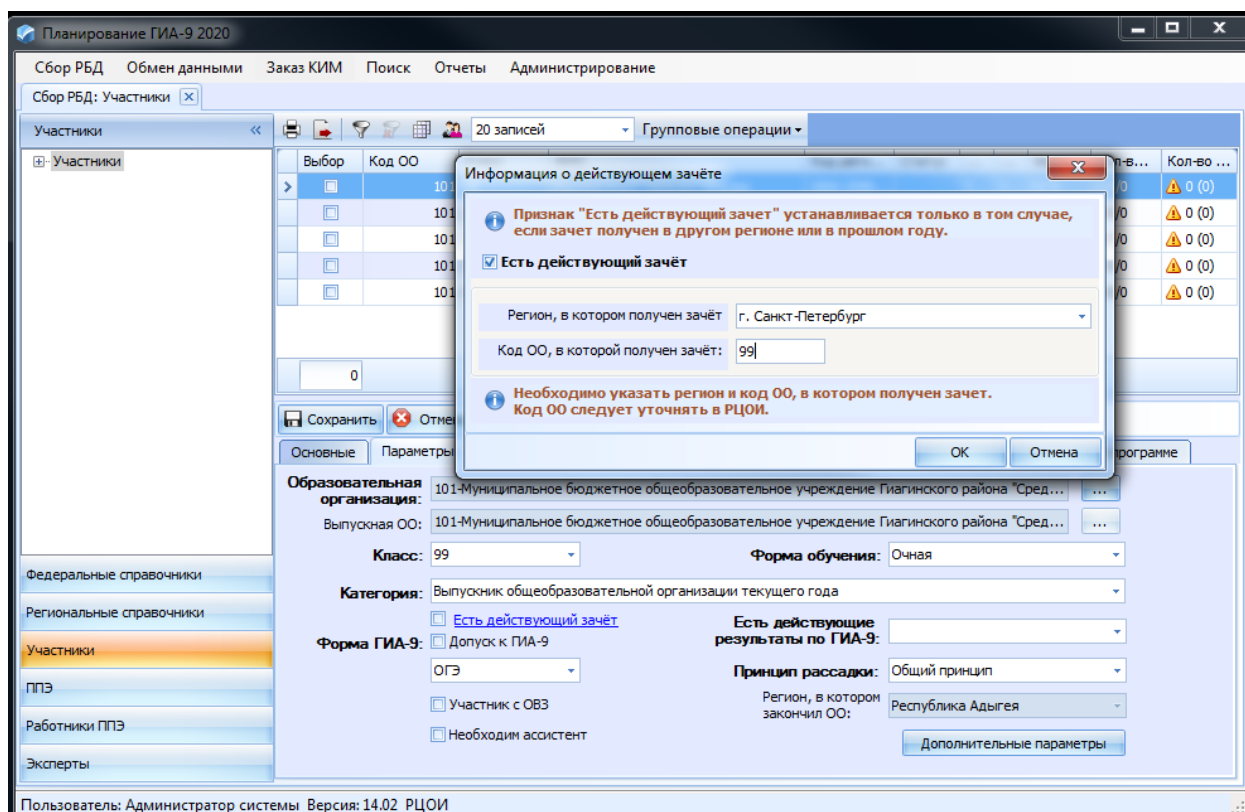 Планирование ГИА-9 2020
Сбор РБД Обмен данными Заказ КИМ Поиск Отчеты Администрирование
Сбор РБД: Участники
Участники
20 записей Групповые операции
Участники
Выбор Код ОО Кол-во ...
101 /0 0 (0)
101 /0 0 (0)
101 /0 0 (0)
101 /0 0 (0)
101 /0 0 (0)
0
Информация о действующем зачёте
Признак "Есть действующий зачет" устанавливается только в том случае,
если зачет получен в другом регионе или в прошлом году.
Есть действующий зачёт
Регион, в котором получен зачёт г. Санкт-Петербург
Код ОО, в которой получен зачёт: 99
Необходимо указать регион и код ОО, в котором получен зачет.
Код ОО следует уточнять в РЦОИ.
OK Отмена
Сохранить
Основные
Образовательная организация: 101-Муниципальное бюджетное общеобразовательное учреждение Гиагинского района "Сред... ...
Выпускная ОО: 101-Муниципальное бюджетное общеобразовательное учреждение Гиагинского района "Сред... ...
Класс: 99 Форма обучения: Очная
Категория: Выпускник общеобразовательной организации текущего года
Есть действующий зачёт
Есть действующие результаты по ГИА-9:
Форма ГИА-9: Допуск к ГИА-9
ОГЭ Принцип рассадки: Общий принцип
Участник с ОВЗ
Регион, в котором закончил ОО: Республика Адыгея
Необходим ассистент
Дополнительные параметры
Федеральные справочники
Региональные справочники
Участники
ППЭ
Работники ППЭ
Эксперты
Пользователь: Администратор системы Версия: 14.02 РЦОИ